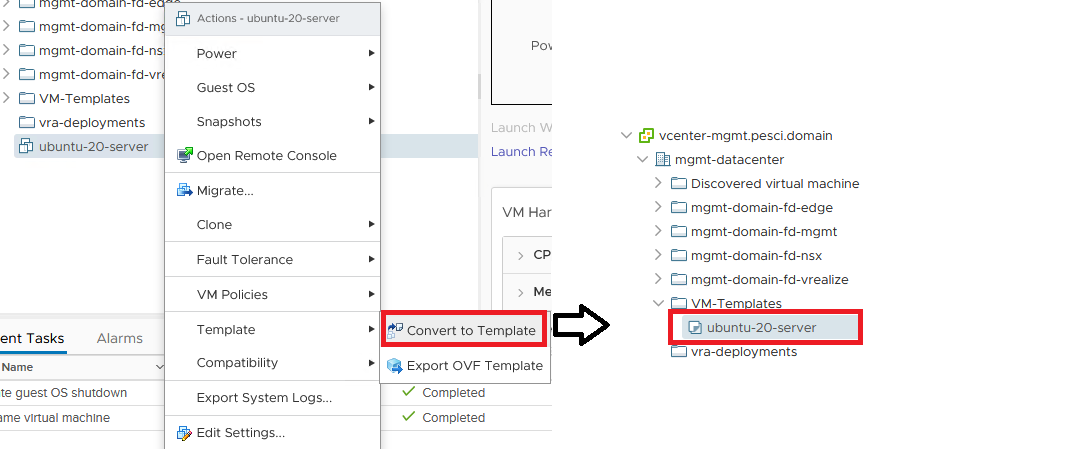 mgmt-domain-fd-edge
mgmt-domain-fd-mg
mgmt-domain-fd-ns
mgmt-domain-fd-vre
VM-Templates
vra-deployments
ubuntu-20-server
Actions - ubuntu-20-server
Power
Guest OS
Snapshots
Open Remote Console
Migrate...
Clone
Fault Tolerance
VM Policies
Template
Compatibility
Export System Logs...
Edit Settings...
Convert to Template
Export OVF Template
Pow
Launch W
Launch Re
VM Har
CP
Me
ent Tasks
Alarms
Name
te guest OS shutdown
Completed
ame virtual machine
Completed
vcenter-mgmt.pesci.domain
mgmt-datacenter
Discovered virtual machine
mgmt-domain-fd-edge
mgmt-domain-fd-mgmt
mgmt-domain-fd-nsx
mgmt-domain-fd-vrealize
VM-Templates
ubuntu-20-server
vra-deployments